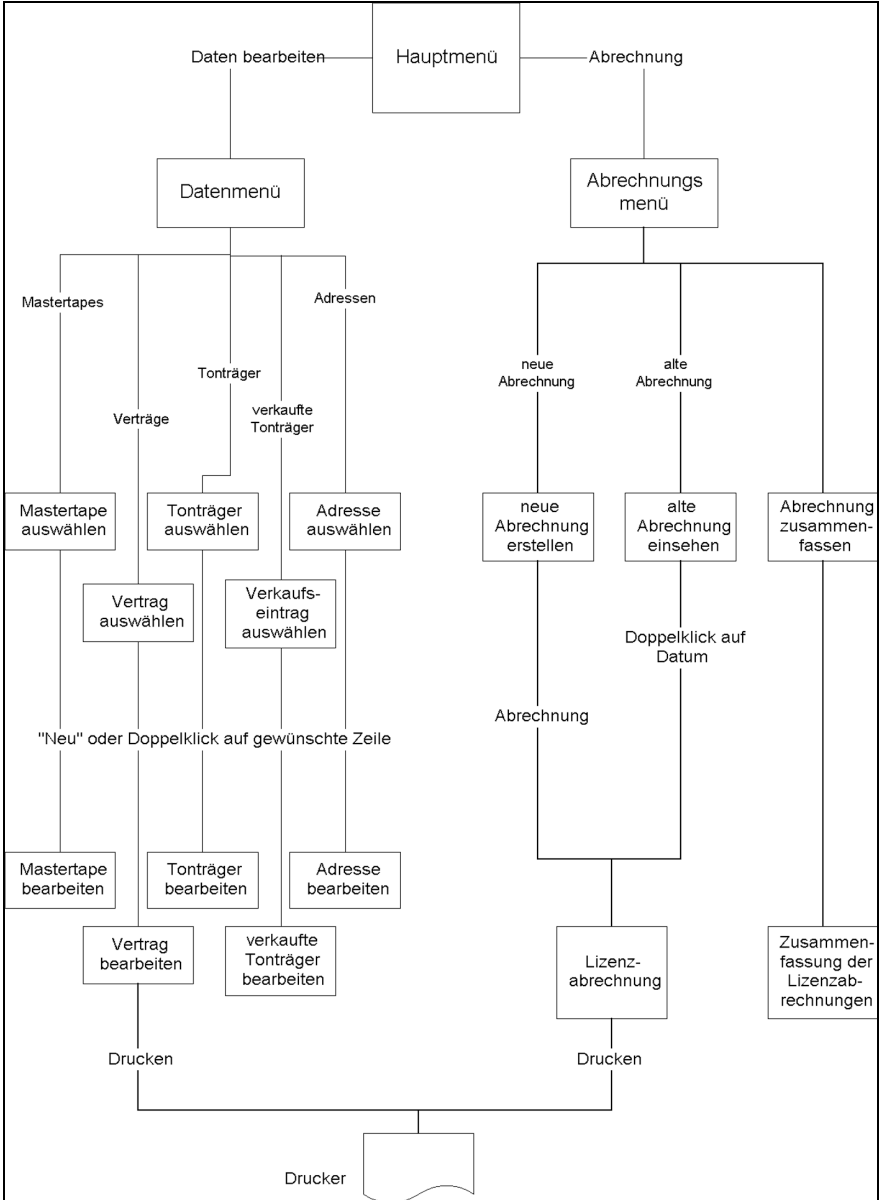 Daten bearbeiten
Hauptmenü
Abrechnung
Datenmenü
Abrechnungs
menü
Mastertapes
Adressen
Tonträger
Verträge
verkaufte
Tonträger
neue
Abrechnung
alte
Abrechnung
Mastertape
auswählen
Tonträger
auswählen
Adresse
auswählen
neue
Abrechnung
erstellen
alte
Abrechnung
einsehen
Abrechnung
zusammen-
fassen
Vertrag
auswählen
Verkaufs-
eintrag
auswählen
Doppelklick auf
Datum
Abrechnung
"Neu" oder Doppelklick auf gewünschte Zeile
Mastertape
bearbeiten
Tonträger
bearbeiten
Adresse
bearbeiten
Vertrag
bearbeiten
verkaufte
Tonträger
bearbeiten
Lizenz-
abrechnung
Zusammen-
fassung der
Lizenzab-
rechnungen
Drucken
Drucken
Drucker